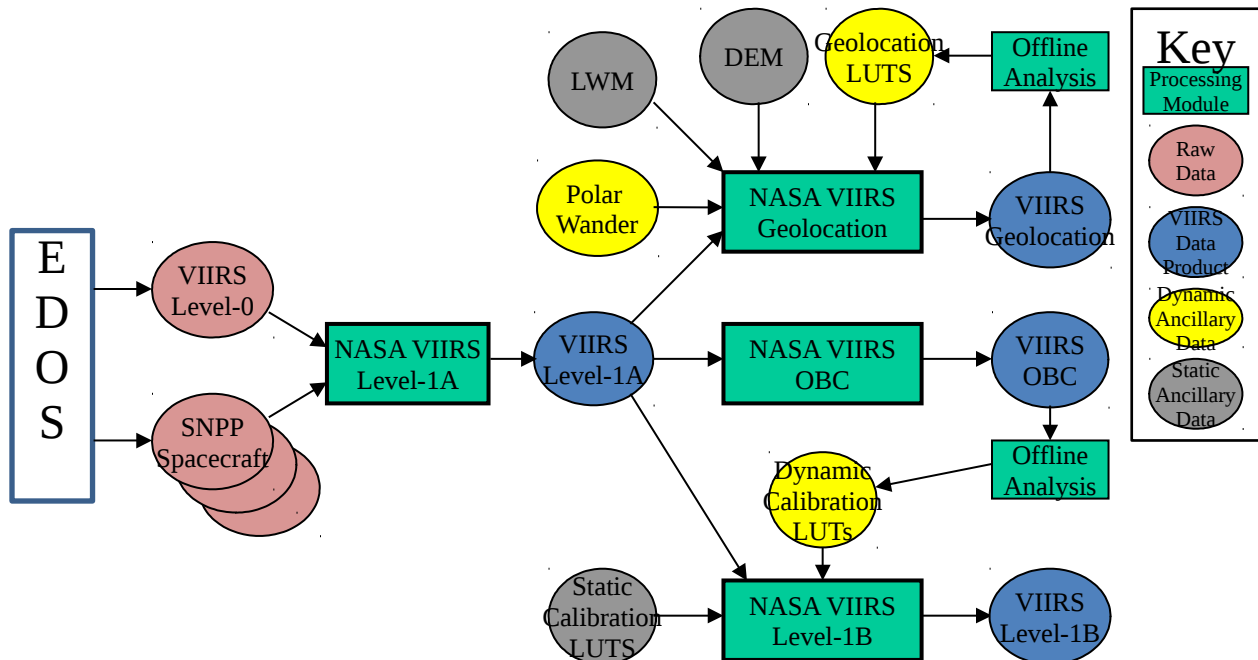 LWM
DEM
Geolocation
LUTS
Offline
Analysis
Key
Processing
Module
Raw
Data
VIIRS
Data
Product
Dynamic
Ancillary
Data
Static
Ancillary
Data
Polar
Wander
NASA VIIRS
Geolocation
VIIRS
Geolocation
E
D
O
S
VIIRS
Level-0
NASA VIIRS
Level-1A
VIIRS
Level-1A
NASA VIIRS
OBC
VIIRS
OBC
SNPP
Spacecraft
Dynamic
Calibration
LUTs
Offline
Analysis
Static
Calibration
LUTS
NASA VIIRS
Level-1B
VIIRS
Level-1B